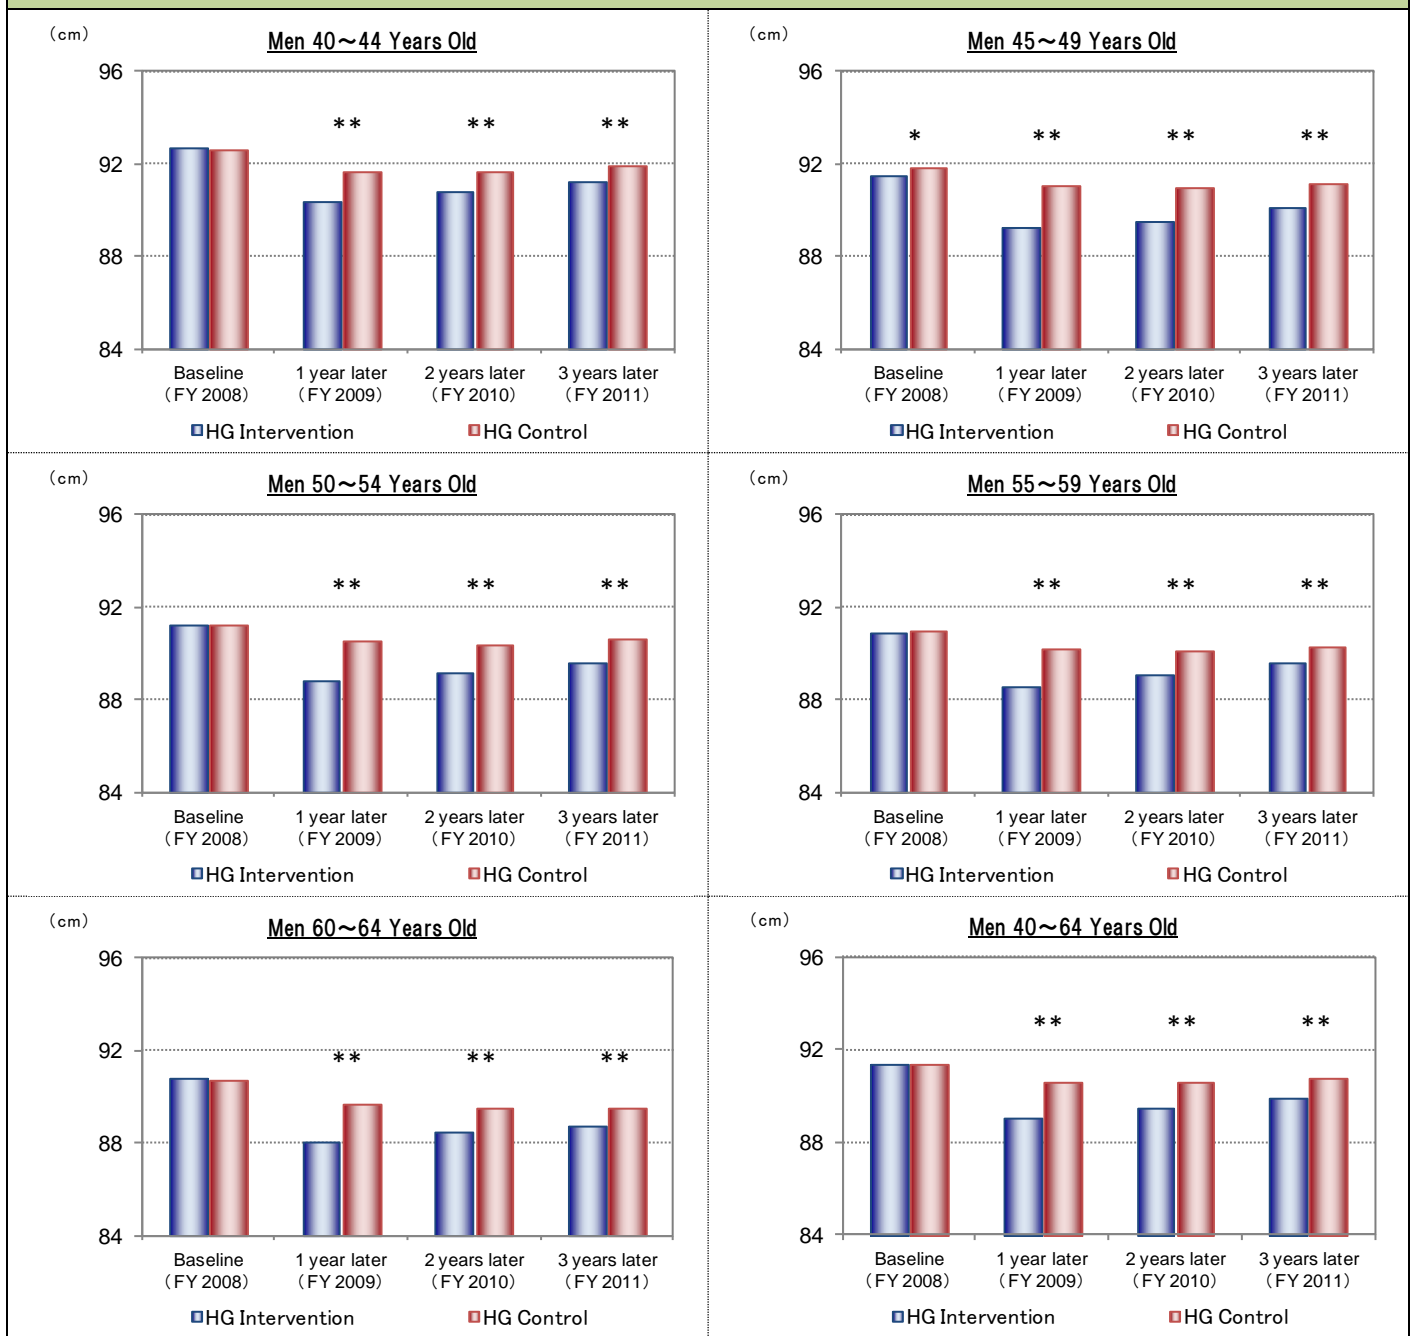 （cm）
Men 40～44 Years Old
96
92
88
84
** ** **
Baseline 1 year later 2 years later 3 years later
（FY 2008） （FY 2009） （FY 2010） （FY 2011）
HG Intervention HG Control
（cm）
Men 45～49 Years Old
96
92
88
84
* ** ** **
Baseline 1 year later 2 years later 3 years later
（FY 2008） （FY 2009） （FY 2010） （FY 2011）
HG Intervention HG Control
（cm）
Men 50～54 Years Old
96
92
88
84
** ** **
Baseline 1 year later 2 years later 3 years later
（FY 2008） （FY 2009） （FY 2010） （FY 2011）
HG Intervention HG Control
（cm）
Men 55～59 Years Old
96
92
88
84
** ** **
Baseline 1 year later 2 years later 3 years later
（FY 2008） （FY 2009） （FY 2010） （FY 2011）
HG Intervention HG Control
（cm）
Men 60～64 Years Old
96
92
88
84
** ** **
Baseline 1 year later 2 years later 3 years later
（FY 2008） （FY 2009） （FY 2010） （FY 2011）
HG Intervention HG Control
（cm）
Men 40～64 Years Old
96
92
88
84
** ** **
Baseline 1 year later 2 years later 3 years later
（FY 2008） （FY 2009） （FY 2010） （FY 2011）
HG Intervention HG Control